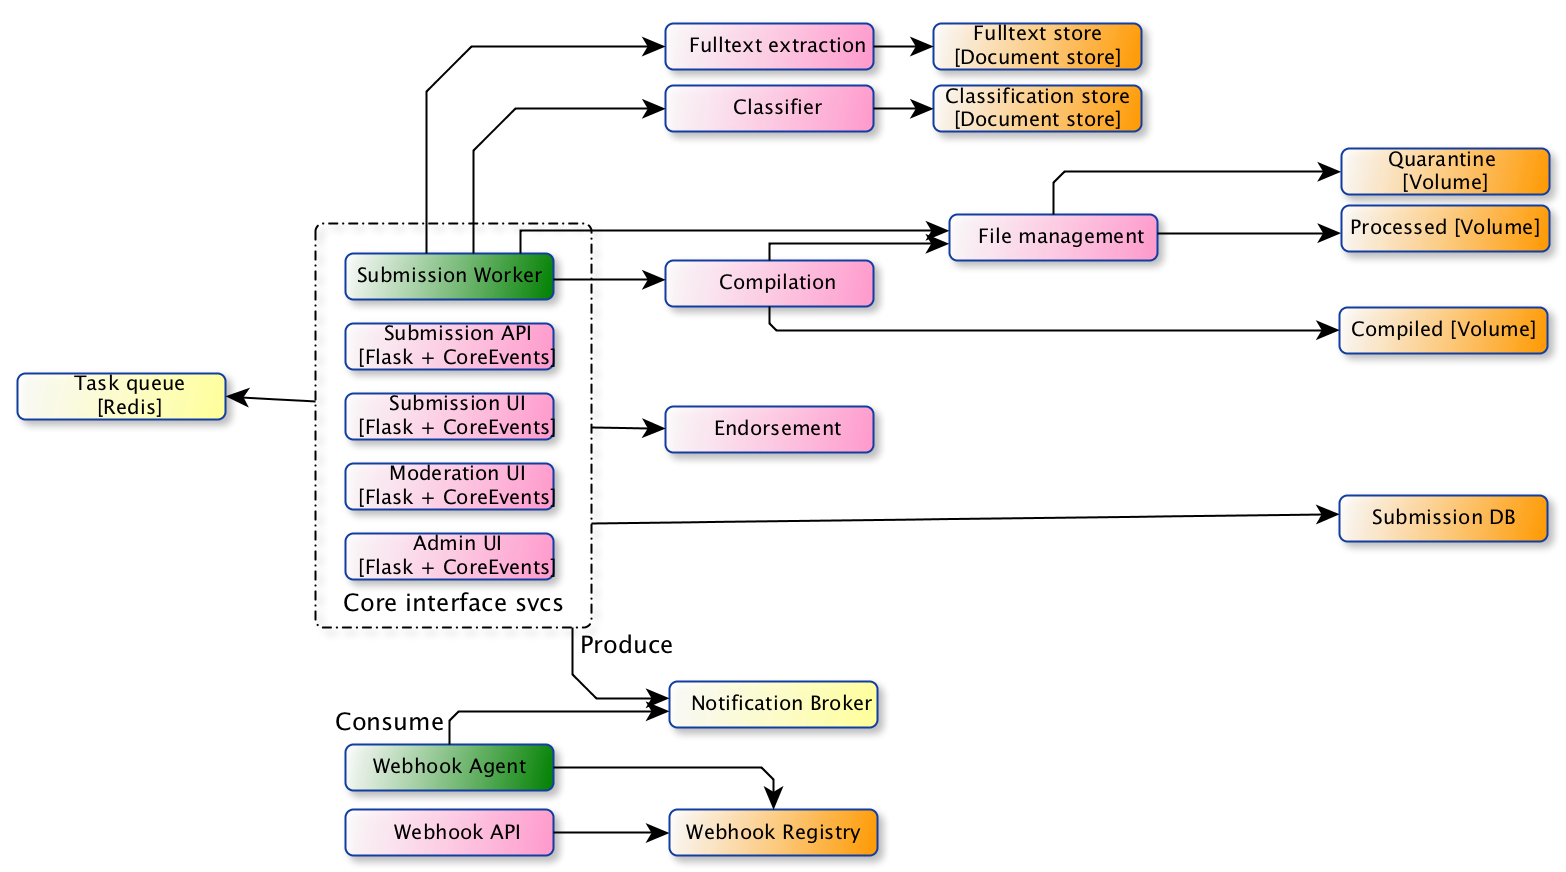 Fulltext extraction
Fulltext store
[Document store]
Classifier
Classification store
[Document store]
Quarantine
[Volume]
Processed [Volume]
File management
Submission Worker
Compilation
Compiled [Volume]
Submission API
[Flask + CoreEvents]
Task queue
[Redis]
Submission UI
[Flask + CoreEvents]
Endorsement
Moderation UI
[Flask + CoreEvents]
Submission DB
Admin UI
[Flask + CoreEvents]
Core interface svcs
Produce
Notification Broker
Consume
Webhook Agent
Webhook API
Webhook Registry